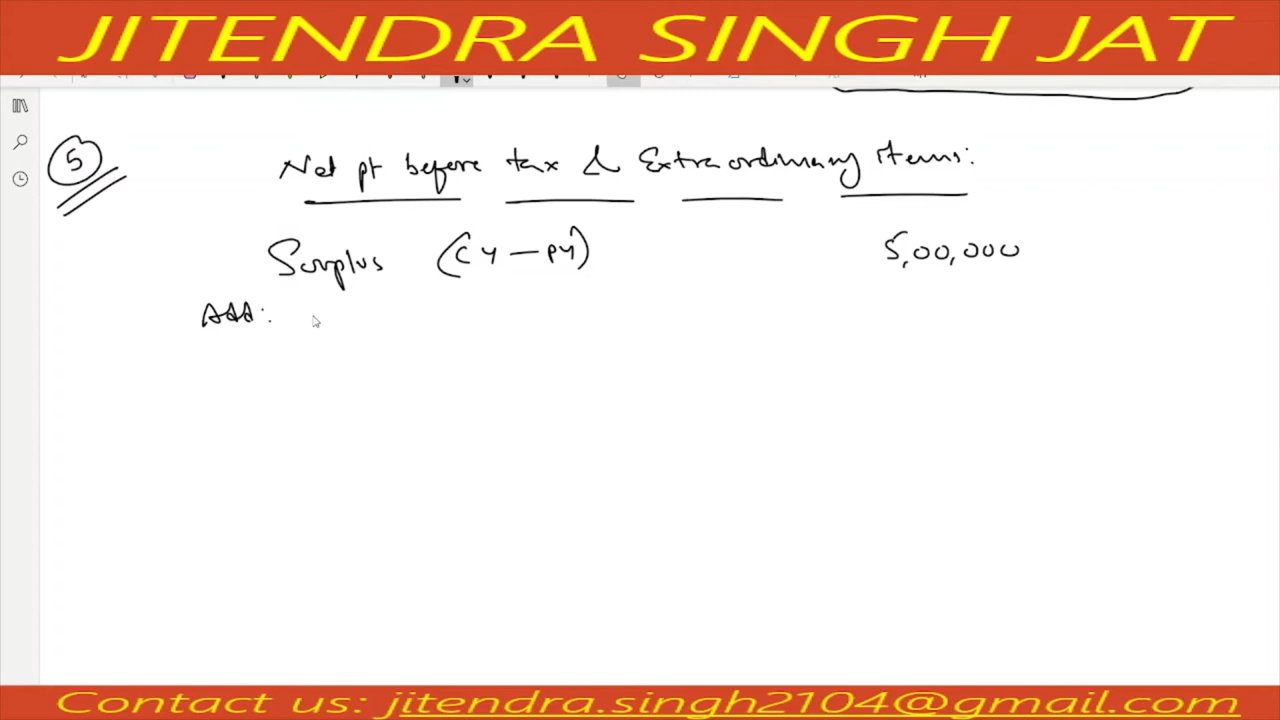 JITENDRA SINGH JAT
5
Net pt before tax & Extraordinary items:
Surplus (CY – PY) 5,00,000
Add:
Contact us: jitendra.singh2104@gmail.com